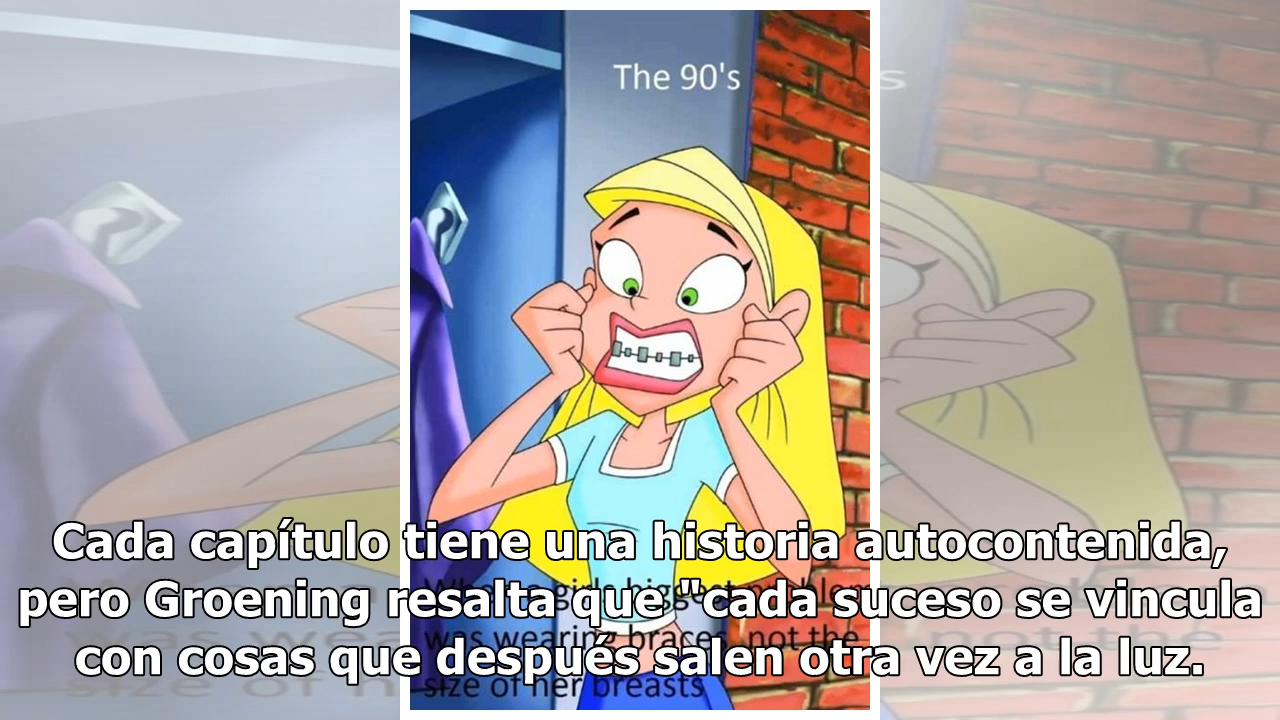 The 90's
Cada capítulo tiene una historia autocontenida,
pero Groening resalta que "cada suceso se vincula
con cosas que después salen otra vez a la luz.
was wearing braces, not the
size of her breasts